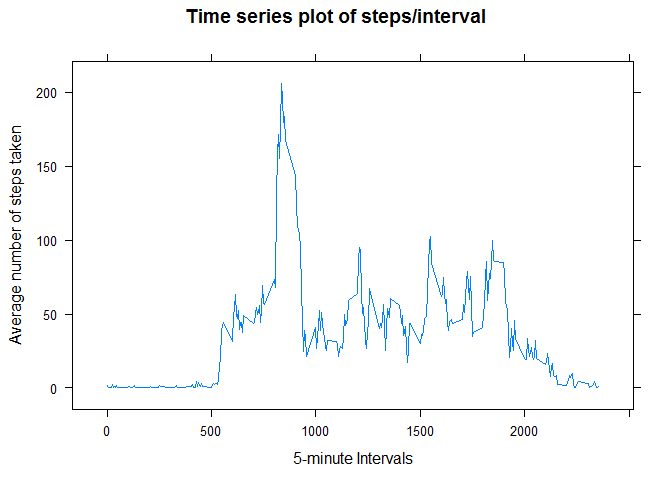 Time series plot of steps/interval
Average number of steps taken
200
150
100
50
0
0 500 1000 1500 2000
5-minute Intervals